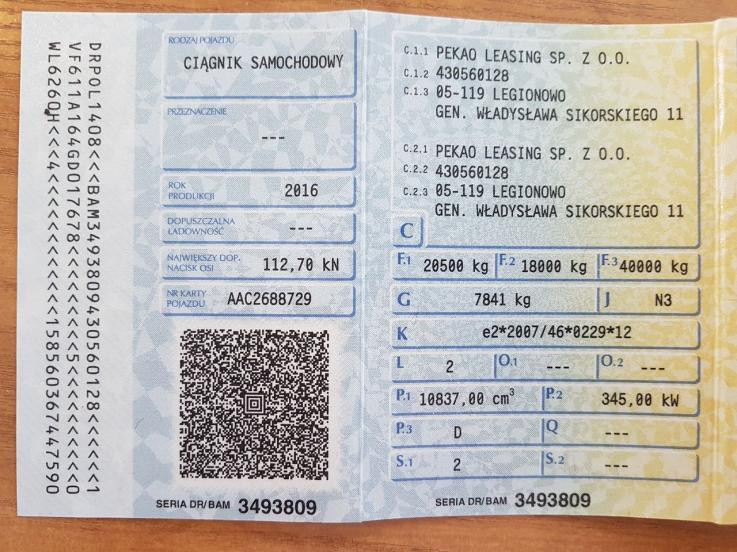 DRPOL1408<<<BAM3493809430560128<<<<<<1
VF611A164GD017678<<<<<<<<<5<<<<<<<<<<0
RODZAJ POJAZDU
CIĄGNIK SAMOCHODOWY
PRZEZNACZENIE
---
ROK PRODUKCJI 2016
DOPUSZCZALNA ŁADOWNOŚĆ ---
NAJWIĘKSZY DOP. NACISK OSI 112,70 kN
NR KARTY POJAZDU AAC2688729
SERIA DR/BAM 3493809
C.1.1 PEKAO LEASING SP. Z O.O.
C.1.2 430560128
C.1.3 05-119 LEGIONOWO
GEN. WŁADYSŁAWA SIKORSKIEGO 11
C.2.1 PEKAO LEASING SP. Z O.O.
C.2.2 430560128
C.2.3 05-119 LEGIONOWO
GEN. WŁADYSŁAWA SIKORSKIEGO 11
C
F.1 20500 kg F.2 18000 kg F.3 40000 kg
G 7841 kg J N3
K e2*2007/46*0229*12
L 2 O.1 --- O.2 ---
P.1 10837,00 cm³ P.2 345,00 kW
P.3 D Q ---
S.1 2 S.2 ---
SERIA DR/BAM 3493809